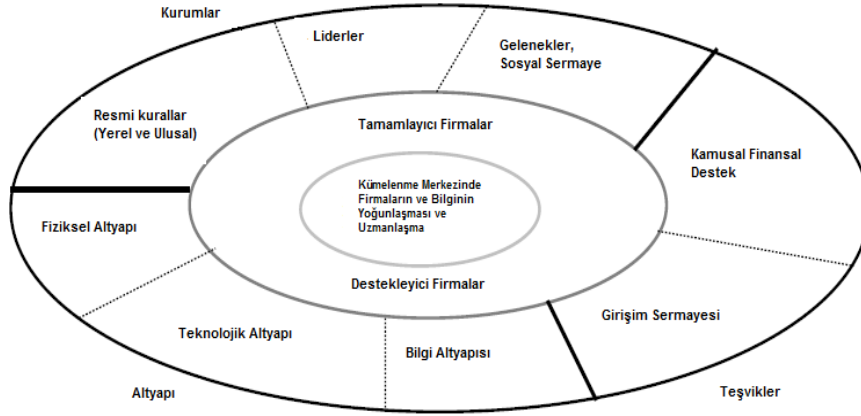 Kurumlar
Liderler
Gelenekler,
Sosyal Sermaye
Resmi kurallar
(Yerel ve Ulusal)
Tamamlayıcı Firmalar
Kamusal Finansal
Destek
Kümelenme Merkezinde
Firmaların ve Bilginin
Yoğunlaşması ve
Uzmanlaşma
Fiziksel Altyapı
Destekleyici Firmalar
Girişim Sermayesi
Teknolojik Altyapı
Bilgi Altyapısı
Altyapı
Teşvikler